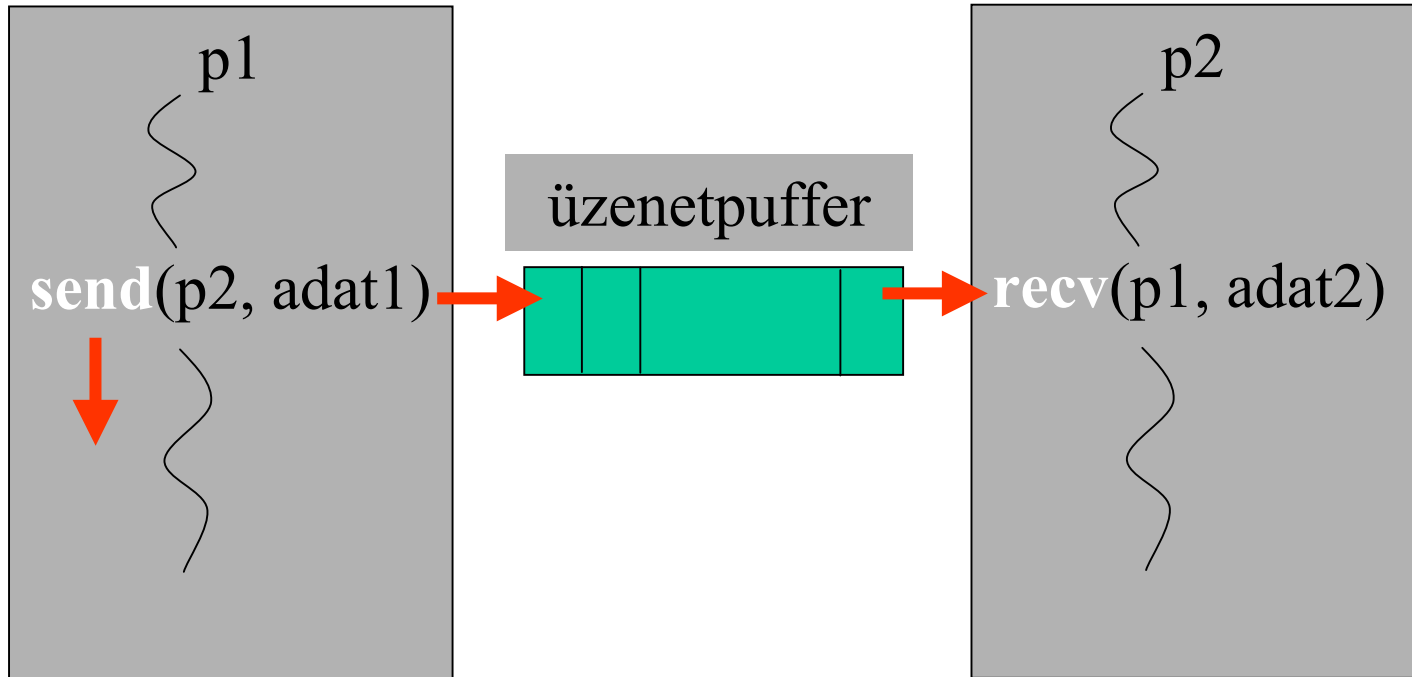 p1
p2
üzenetpuffer
send(p2, adat1)
recv(p1, adat2)